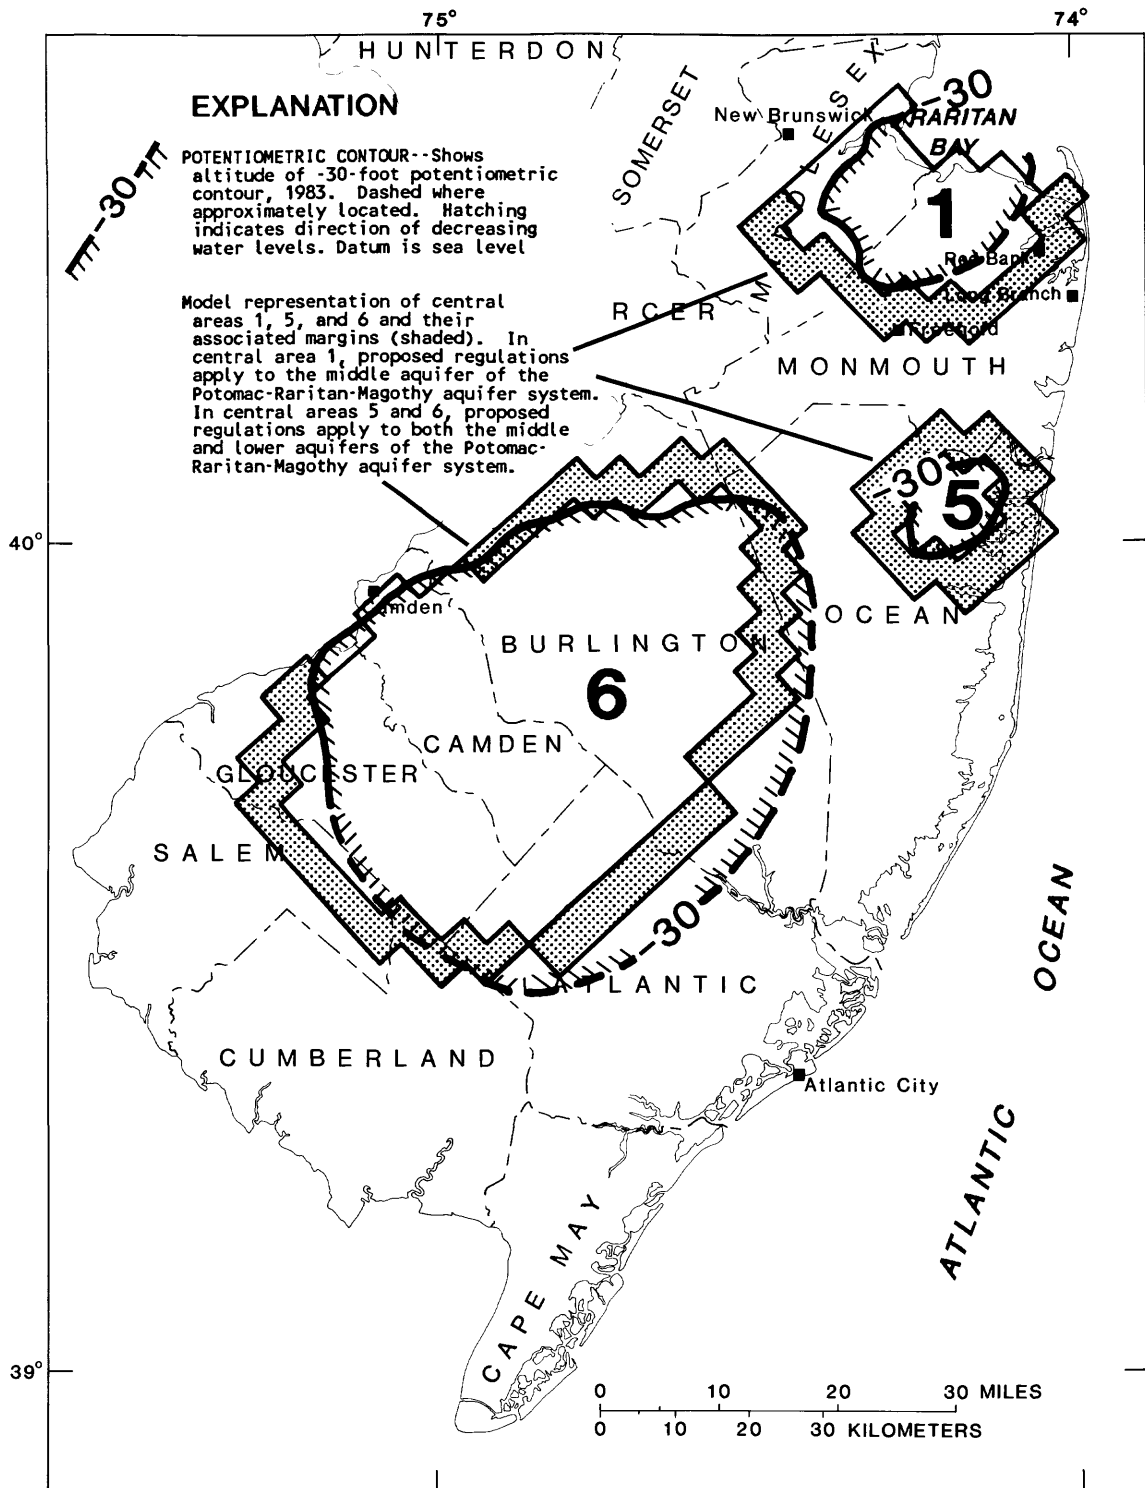 75°
74°
HUNTERDON
SOMERSET
MIDDLESEX
EXPLANATION
-30
POTENTIOMETRIC CONTOUR--Shows
altitude of -30-foot potentiometric
contour, 1983. Dashed where
approximately located. Hatching
indicates direction of decreasing
water levels. Datum is sea level
Model representation of central
areas 1, 5, and 6 and their
associated margins (shaded). In
central area 1, proposed regulations
apply to the middle aquifer of the
Potomac-Raritan-Magothy aquifer system.
In central areas 5 and 6, proposed
regulations apply to both the middle
and lower aquifers of the Potomac-
Raritan-Magothy aquifer system.
New Brunswick
-30
RARITAN
BAY
1
Red Bank
Long Branch
Freehold
M
RCER
MONMOUTH
-30
5
40°
Camden
OCEAN
BURLINGTON
6
CAMDEN
GLOUCESTER
SALEM
-30
ATLANTIC
OCEAN
CUMBERLAND
Atlantic City
ATLANTIC
CAPE MAY
39°
0 10 20 30 MILES
0 10 20 30 KILOMETERS